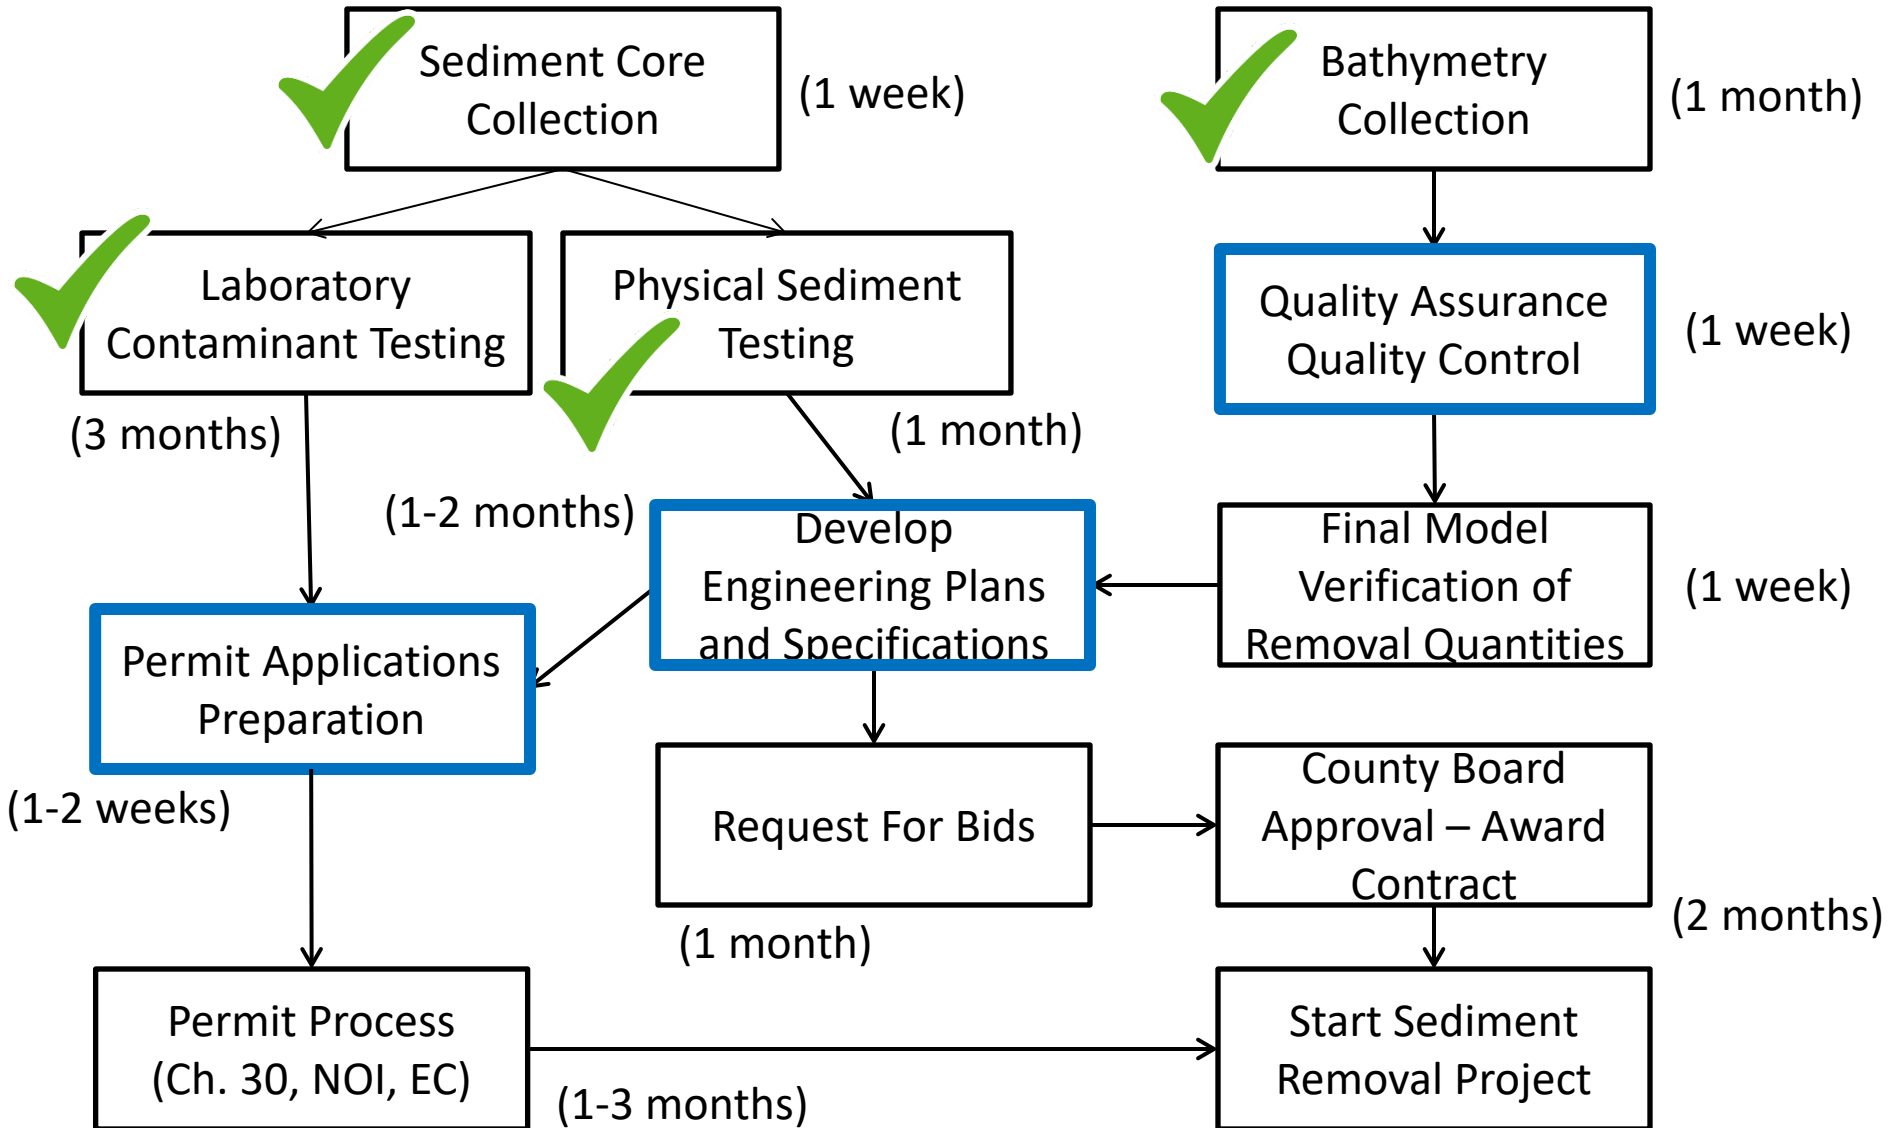 Sediment Core
Collection
(1 week)
Bathymetry
Collection
(1 month)
Laboratory
Contaminant Testing
(3 months)
Physical Sediment
Testing
(1 month)
Quality Assurance
Quality Control
(1 week)
(1-2 months)
Develop
Engineering Plans
and Specifications
Final Model
Verification of
Removal Quantities
(1 week)
Permit Applications
Preparation
(1-2 weeks)
Request For Bids
(1 month)
County Board
Approval – Award
Contract
(2 months)
Permit Process
(Ch. 30, NOI, EC)
(1-3 months)
Start Sediment
Removal Project